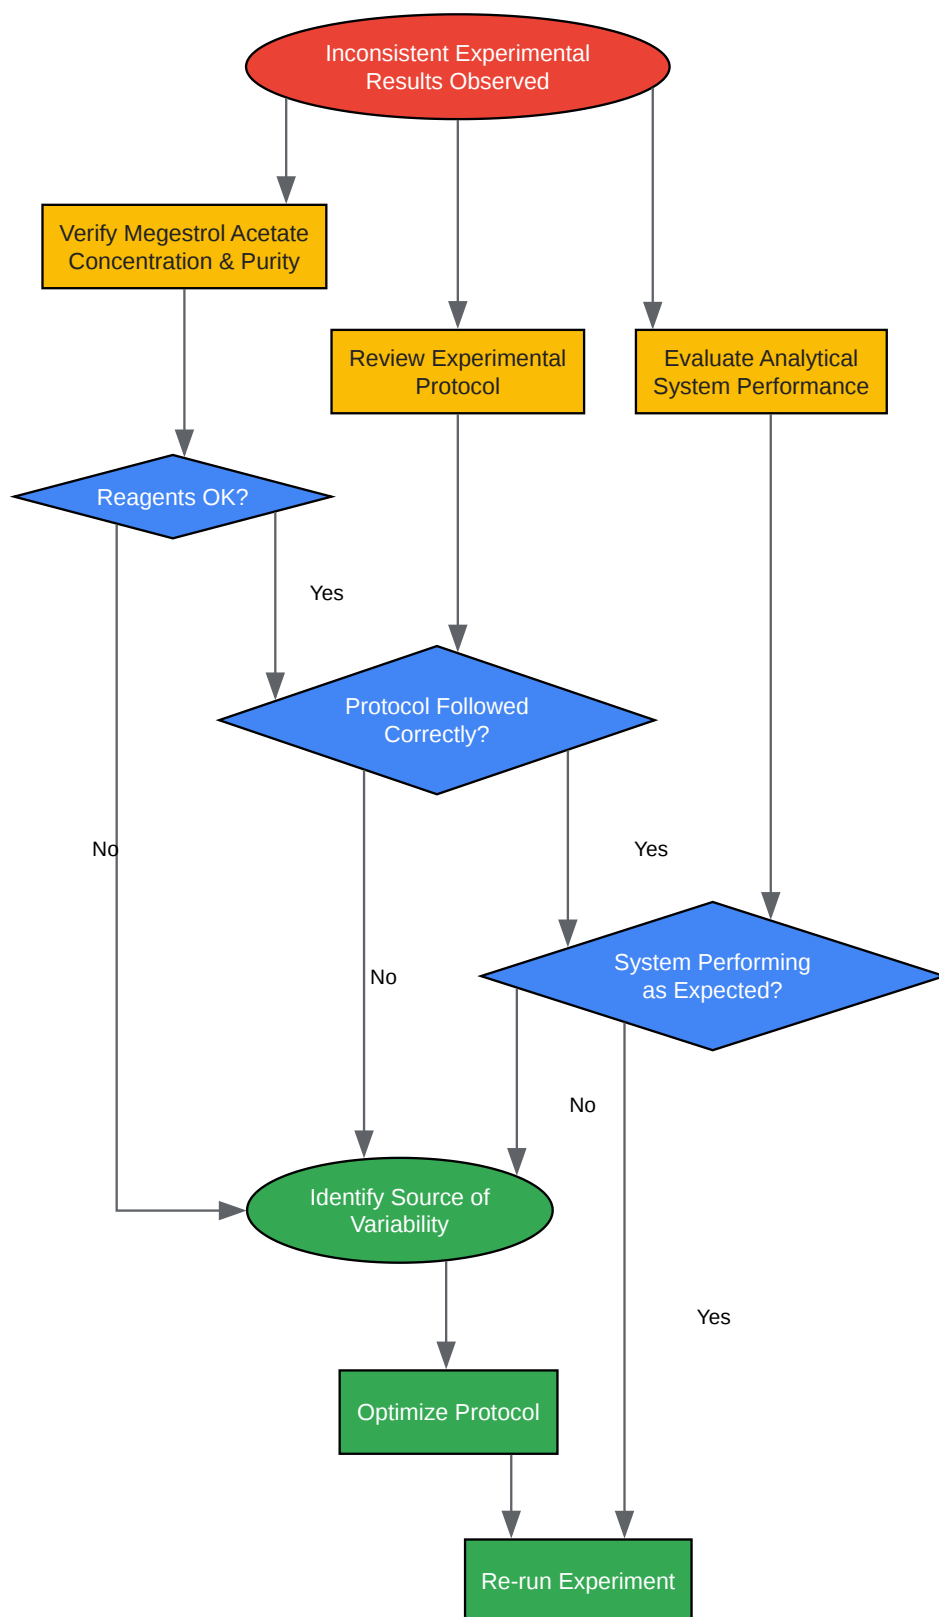 Inconsistent Experimental
Results Observed
Verify Megestrol Acetate
Concentration & Purity
Review Experimental
Protocol
Evaluate Analytical
System Performance
Reagents OK?
Yes
Protocol Followed
Correctly?
No
Yes
System Performing
as Expected?
No
No
Identify Source of
Variability
Yes
Optimize Protocol
Re-run Experiment